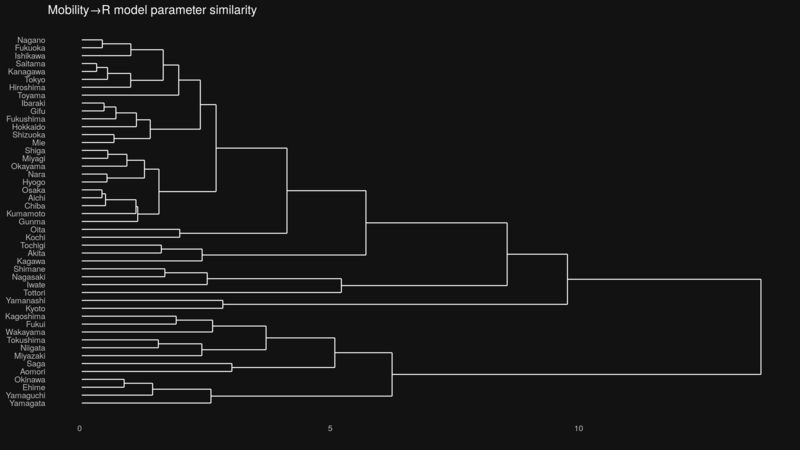 Mobility→R model parameter similarity
Nagano
Fukuoka
Ishikawa
Saitama
Kanagawa
Tokyo
Hiroshima
Toyama
Ibaraki
Gifu
Fukushima
Hokkaido
Shizuoka
Mie
Shiga
Miyagi
Okayama
Nara
Hyogo
Osaka
Aichi
Chiba
Kumamoto
Gunma
Oita
Kochi
Tochigi
Akita
Kagawa
Shimane
Nagasaki
Iwate
Tottori
Yamanashi
Kyoto
Kagoshima
Fukui
Wakayama
Tokushima
Niigata
Miyazaki
Saga
Aomori
Okinawa
Ehime
Yamaguchi
Yamagata
0 5 10